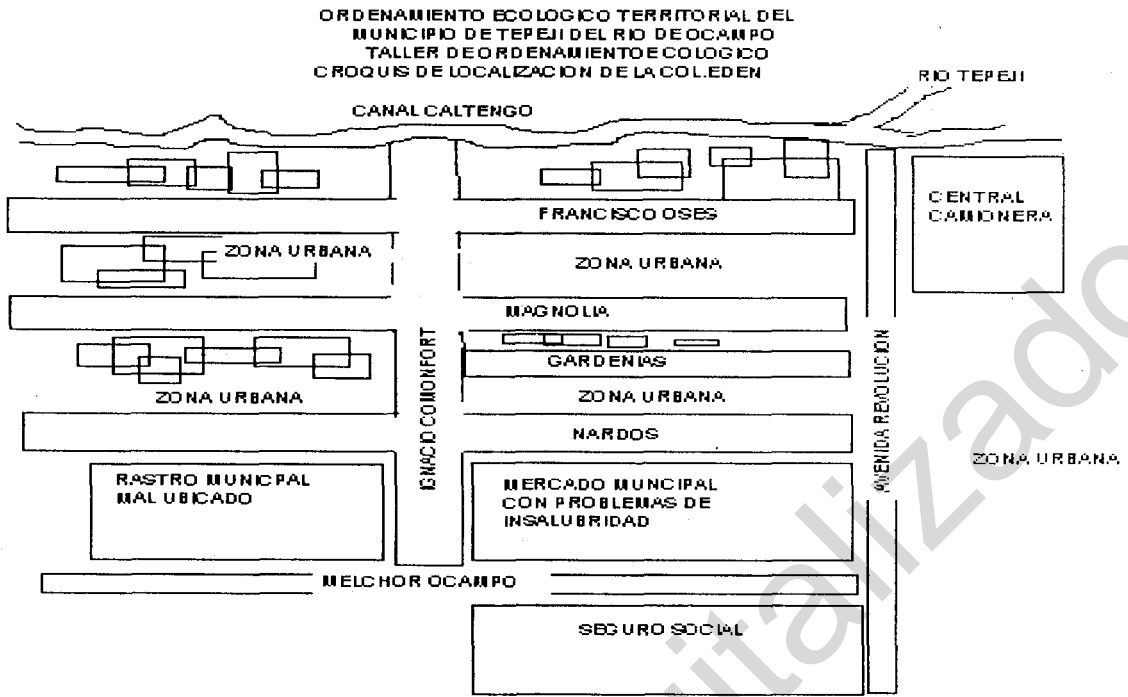 ORDENAMIENTO ECOLOGICO TERRITORIAL DEL
MUNICIPIO DE TEPEJI DEL RIO DE OCAMPO
TALLER DE ORDENAMIENTO ECOLOGICO
CROQUIS DE LOCALIZACION DE LA COL.EDEN
RIO TEPEJI
CANAL CALTENGO
CENTRAL
CAMIONERA
FRANCISCO OSES
ZONA URBANA
ZONA URBANA
MAGNOLIA
IGNACIO COMONFORT
GARDENIAS
AVENIDA REVOLUCION
ZONA URBANA
ZONA URBANA
NARDOS
ZONA URBANA
RASTRO MUNICPAL
MAL UBICADO
MERCADO MUNCIPAL
CON PROBLEMAS DE
INSALUBRIDAD
MELCHOR OCAMPO
SEGURO SOCIAL